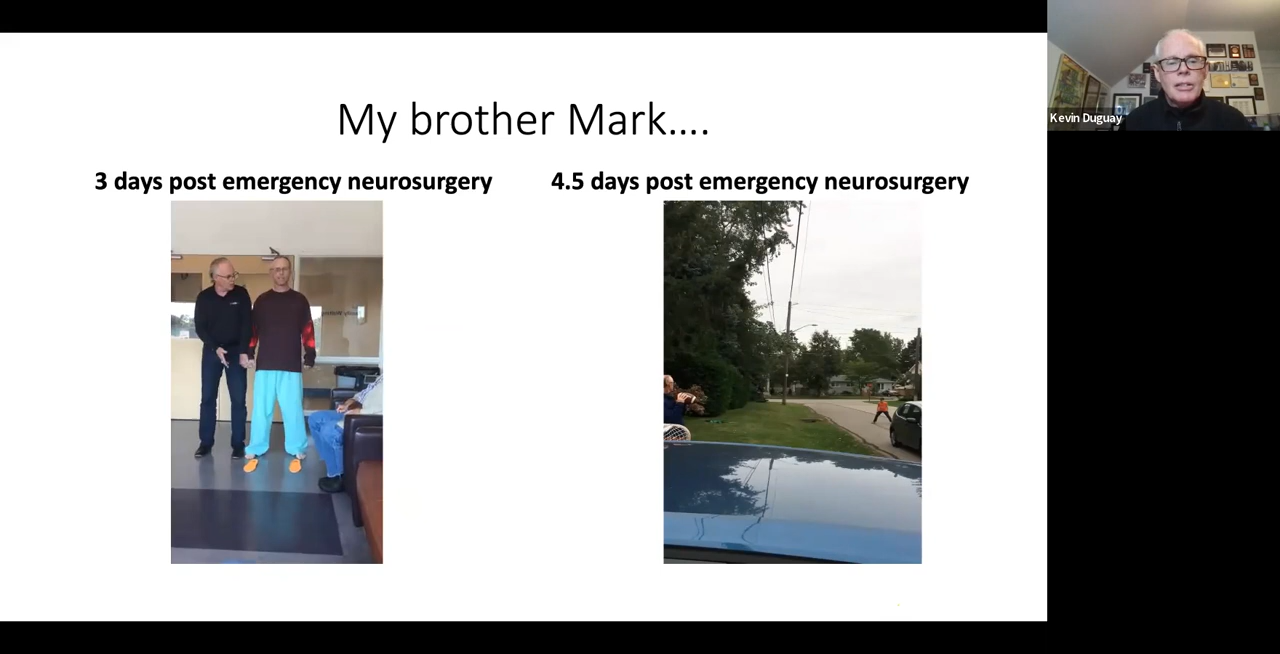 My brother Mark....
3 days post emergency neurosurgery
4.5 days post emergency neurosurgery
Kevin Duguay